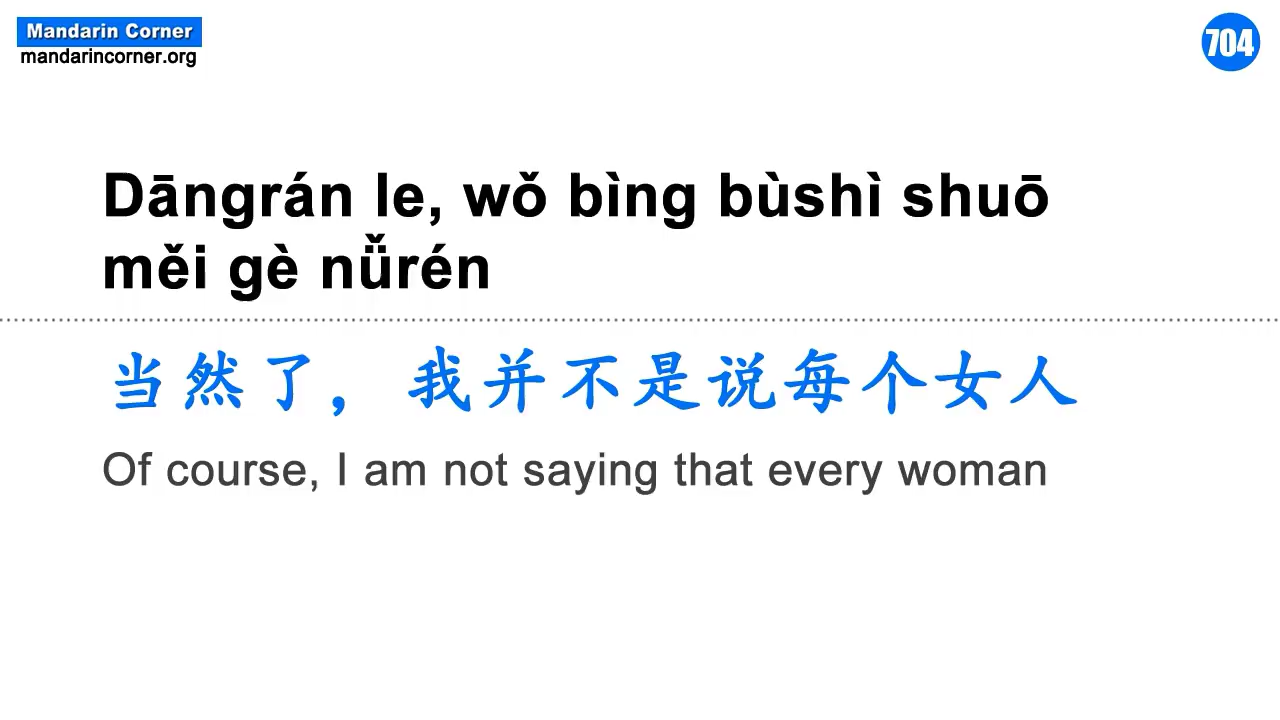 Mandarin Corner
mandarincorner.org
704
Dāngrán le, wǒ bìng bùshì shuō
měi gè nǚrén
当然了，我并不是说每个女人
Of course, I am not saying that every woman